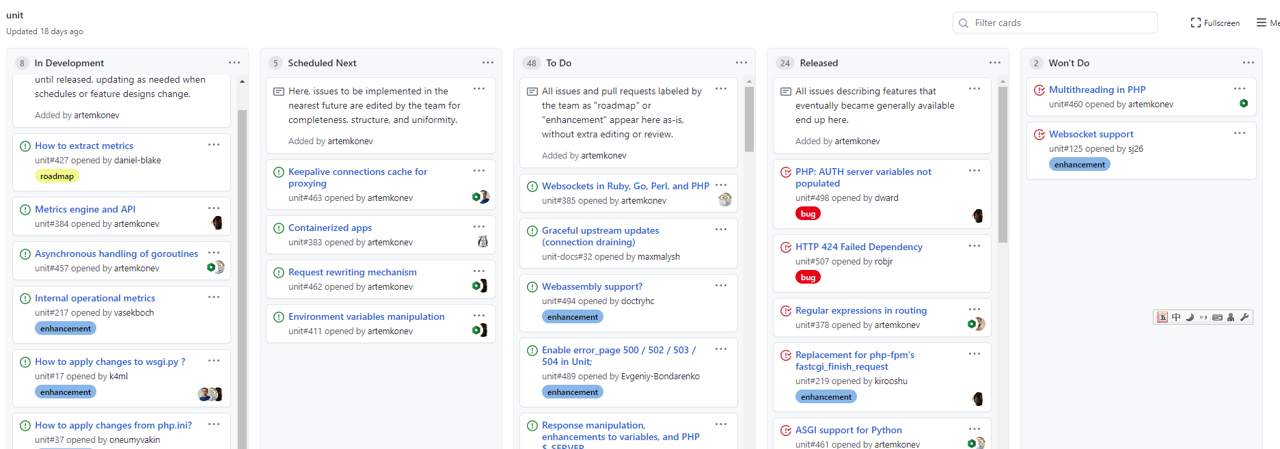 unit
Updated 18 days ago
Filter cards
Fullscreen
Me
8 In Development
until released, updating as needed when
schedules or feature designs change.
Added by artemkonev
How to extract metrics
unit#427 opened by daniel-blake
roadmap
Metrics engine and API
unit#384 opened by artemkonev
Asynchronous handling of goroutines
unit#457 opened by artemkonev
Internal operational metrics
unit#217 opened by vasekboch
enhancement
How to apply changes to wsgi.py ?
unit#17 opened by k4ml
enhancement
How to apply changes from php.ini?
unit#37 opened by oneumyvakin
5 Scheduled Next
Here, issues to be implemented in the
nearest future are edited by the team for
completeness, structure, and uniformity.
Added by artemkonev
Keepalive connections cache for
proxying
unit#463 opened by artemkonev
Containerized apps
unit#383 opened by artemkonev
Request rewriting mechanism
unit#462 opened by artemkonev
Environment variables manipulation
unit#411 opened by artemkonev
48 To Do
All issues and pull requests labeled by
the team as "roadmap" or
"enhancement" appear here as-is,
without extra editing or review.
Added by artemkonev
Websockets in Ruby, Go, Perl, and PHP
unit#385 opened by artemkonev
Graceful upstream updates
(connection draining)
unit-docs#32 opened by maxmalysh
Webassembly support?
unit#494 opened by doctryhc
enhancement
Enable error_page 500 / 502 / 503 /
504 in Unit;
unit#489 opened by Evgeniy-Bondarenko
enhancement
Response manipulation,
enhancements to variables, and PHP
$_SERVER
24 Released
All issues describing features that
eventually became generally available
end up here.
Added by artemkonev
PHP: AUTH server variables not
populated
unit#498 opened by dward
bug
HTTP 424 Failed Dependency
unit#507 opened by robjr
bug
Regular expressions in routing
unit#378 opened by artemkonev
Replacement for php-fpm's
fastcgi_finish_request
unit#219 opened by kirooshu
enhancement
ASGI support for Python
unit#461 opened by artemkonev
2 Won't Do
Multithreading in PHP
unit#460 opened by artemkonev
Websocket support
unit#125 opened by sj26
enhancement
中